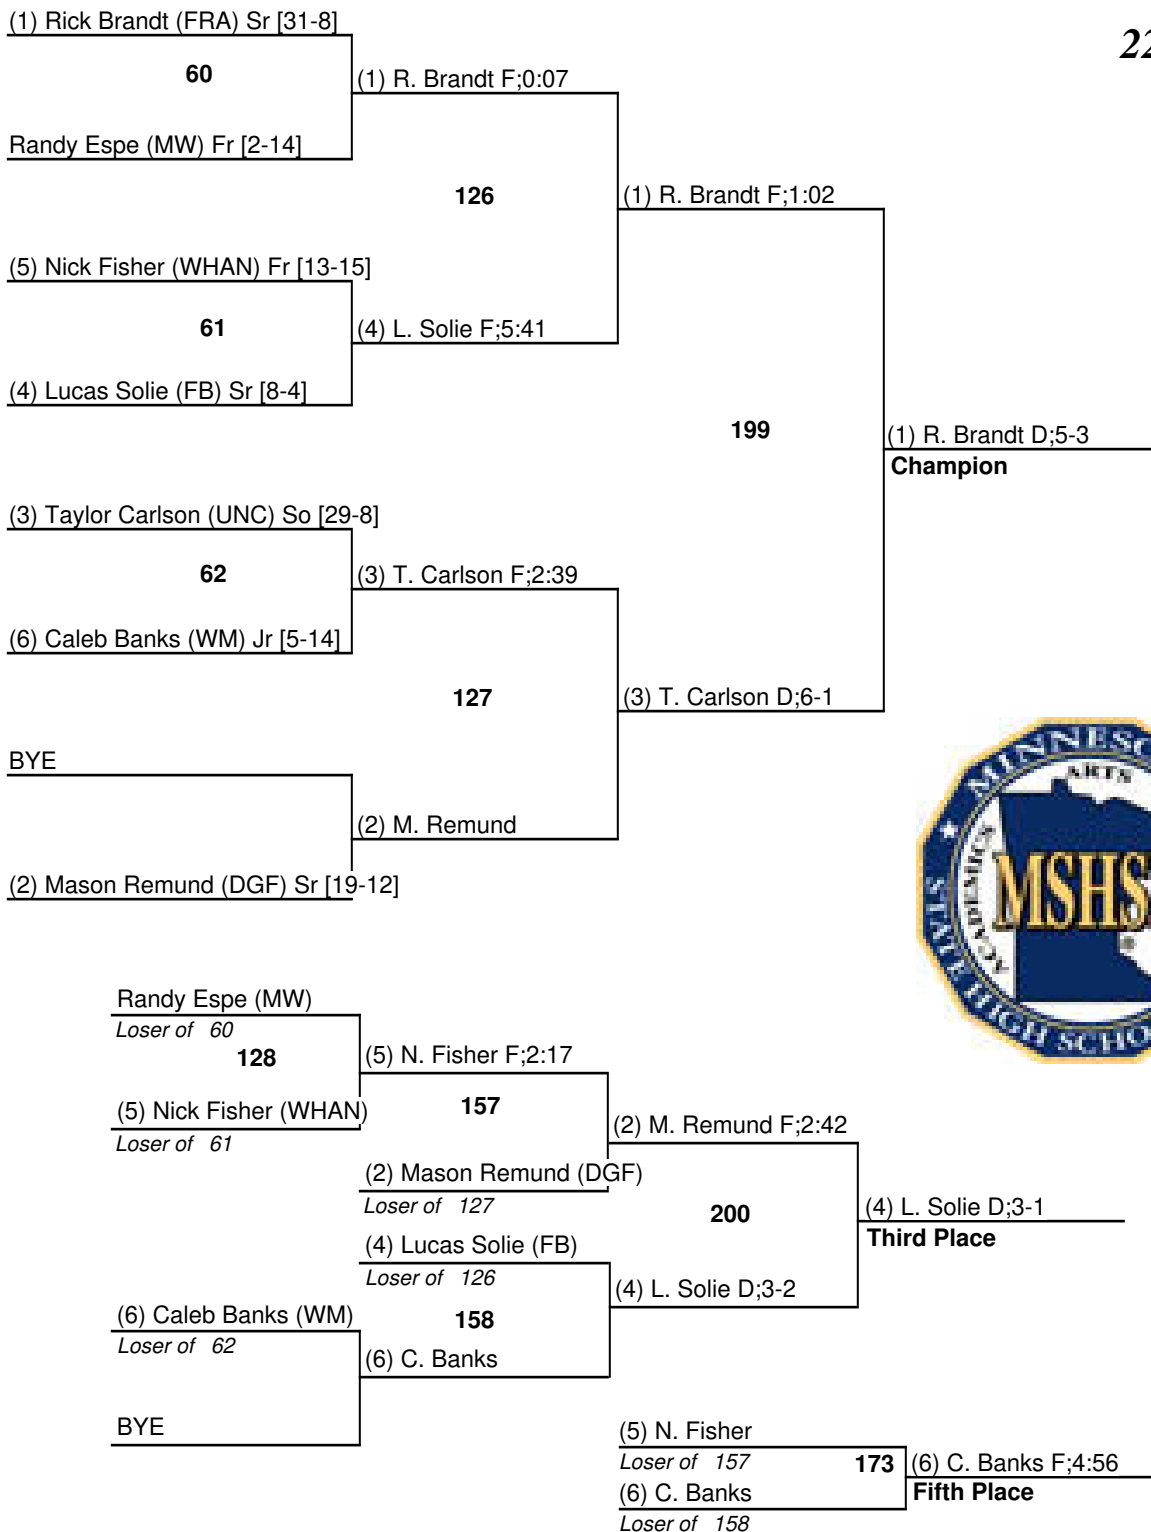 (1) Rick Brandt (FRA) Sr [31-8]
22
60
(1) R. Brandt F;0:07
Randy Espe (MW) Fr [2-14]
126
(1) R. Brandt F;1:02
(5) Nick Fisher (WHAN) Fr [13-15]
61
(4) L. Solie F;5:41
(4) Lucas Solie (FB) Sr [8-4]
199
(1) R. Brandt D;5-3
Champion
(3) Taylor Carlson (UNC) So [29-8]
62
(3) T. Carlson F;2:39
(6) Caleb Banks (WM) Jr [5-14]
127
(3) T. Carlson D;6-1
BYE
(2) M. Remund
(2) Mason Remund (DGF) Sr [19-12]
MINNESO
ARTS
ACADEMICS
MSHS
STATE HIGH SCHO
Randy Espe (MW)
Loser of 60
128
(5) N. Fisher F;2:17
(5) Nick Fisher (WHAN)
Loser of 61
157
(2) M. Remund F;2:42
(2) Mason Remund (DGF)
Loser of 127
200
(4) L. Solie D;3-1
Third Place
(4) Lucas Solie (FB)
Loser of 126
(4) L. Solie D;3-2
(6) Caleb Banks (WM)
Loser of 62
158
(6) C. Banks
BYE
(5) N. Fisher
Loser of 157
173
(6) C. Banks F;4:56
Fifth Place
(6) C. Banks
Loser of 158